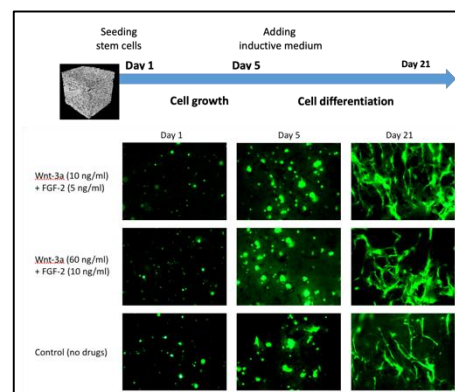 Seeding
stem cells
Adding
inductive medium
Day 1
Day 5
Day 21
Cell growth
Cell differentiation
Day 1
Day 5
Day 21
Wnt-3a (10 ng/ml)
+ FGF-2 (5 ng/ml)
Wnt-3a (60 ng/ml)
+ FGF-2 (10 ng/ml)
Control (no drugs)